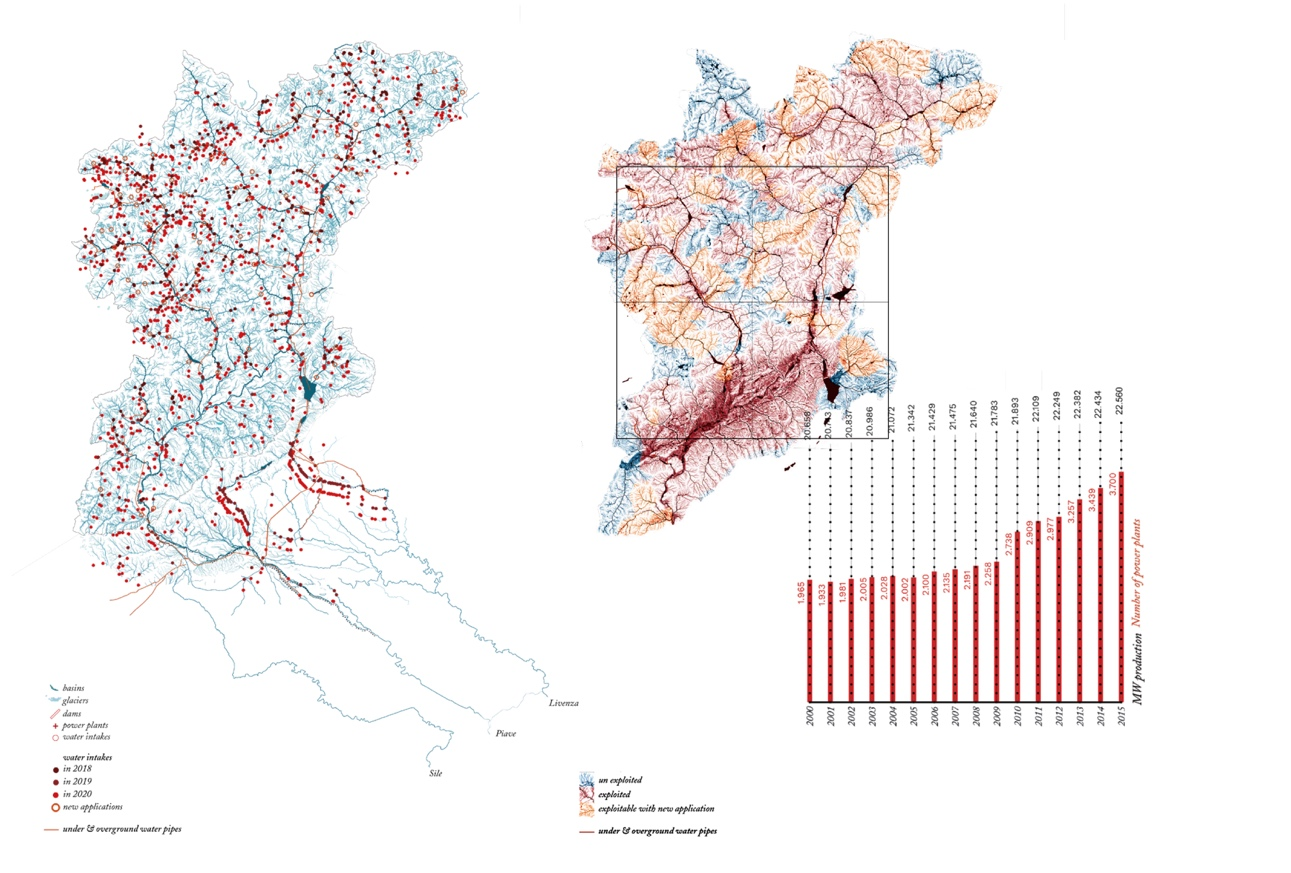 basins
glaciers
dams
power plants
water intakes
water intakes
in 2018
in 2019
in 2020
new applications
under & overground water pipes
Livenza
Piave
Sile
un exploited
exploited
exploitable with new application
under & overground water pipes
20.658
20.837
20.986
21.072
21.342
21.429
21.475
21.640
21.783
21.893
22.109
22.249
22.382
22.434
22.560
1.965
1.933
1.981
2.005
2.028
2.002
2.100
2.135
2.191
2.258
2.738
2.909
2.977
3.257
3.439
3.700
2000
2001
2002
2003
2004
2005
2006
2007
2008
2009
2010
2011
2012
2013
2014
2015
MW production Number of power plants